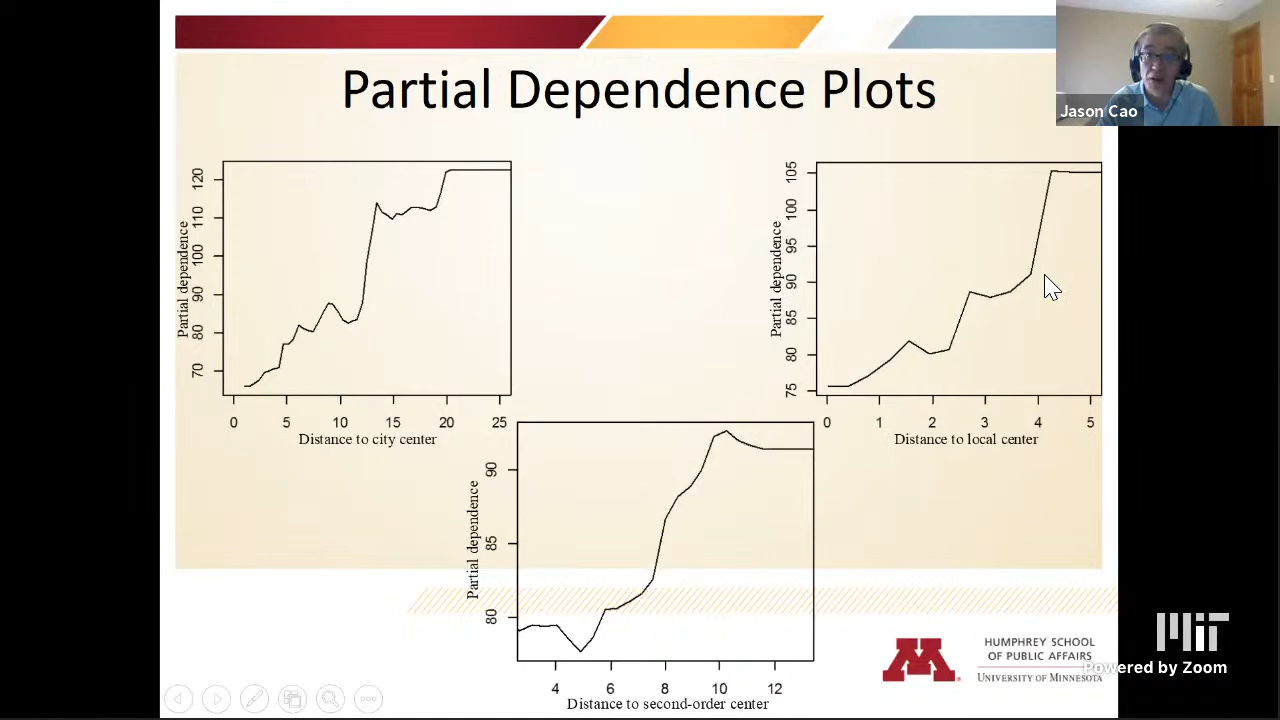 Partial Dependence Plots
Jason Cao
Partial dependence
70 80 90 100 110 120
0 5 10 15 20 25
Distance to city center
Partial dependence
75 80 85 90 95 100 105
0 1 2 3 4 5
Distance to local center
Partial dependence
80 85 90
4 6 8 10 12
Distance to second-order center
M
HUMPHREY SCHOOL
OF PUBLIC AFFAIRS
UNIVERSITY OF MINNESOTA
MIT
Powered by Zoom